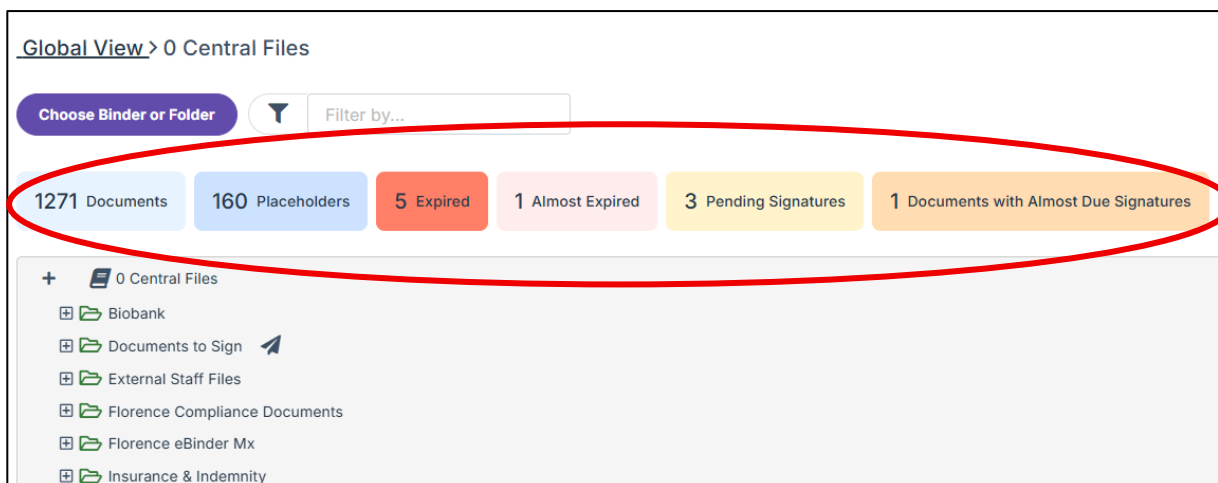 Global View > 0 Central Files
Choose Binder or Folder Filter by...
1271 Documents 160 Placeholders 5 Expired 1 Almost Expired 3 Pending Signatures 1 Documents with Almost Due Signatures
0 Central Files
Biobank
Documents to Sign
External Staff Files
Florence Compliance Documents
Florence eBinder Mx
Insurance & Indemnity